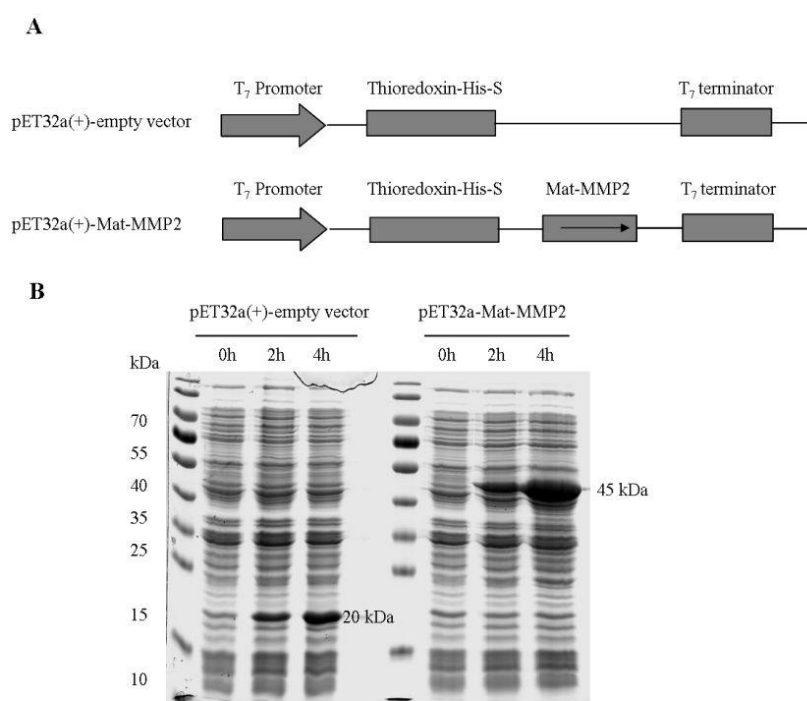 A
T₇ Promoter Thioredoxin-His-S T₇ terminator
pET32a(+)-empty vector
T₇ Promoter Thioredoxin-His-S Mat-MMP2 T₇ terminator
pET32a(+)-Mat-MMP2
B
pET32a(+)-empty vector pET32a-Mat-MMP2
kDa 0h 2h 4h 0h 2h 4h
70
55
40 45 kDa
35
25
15 20 kDa
10